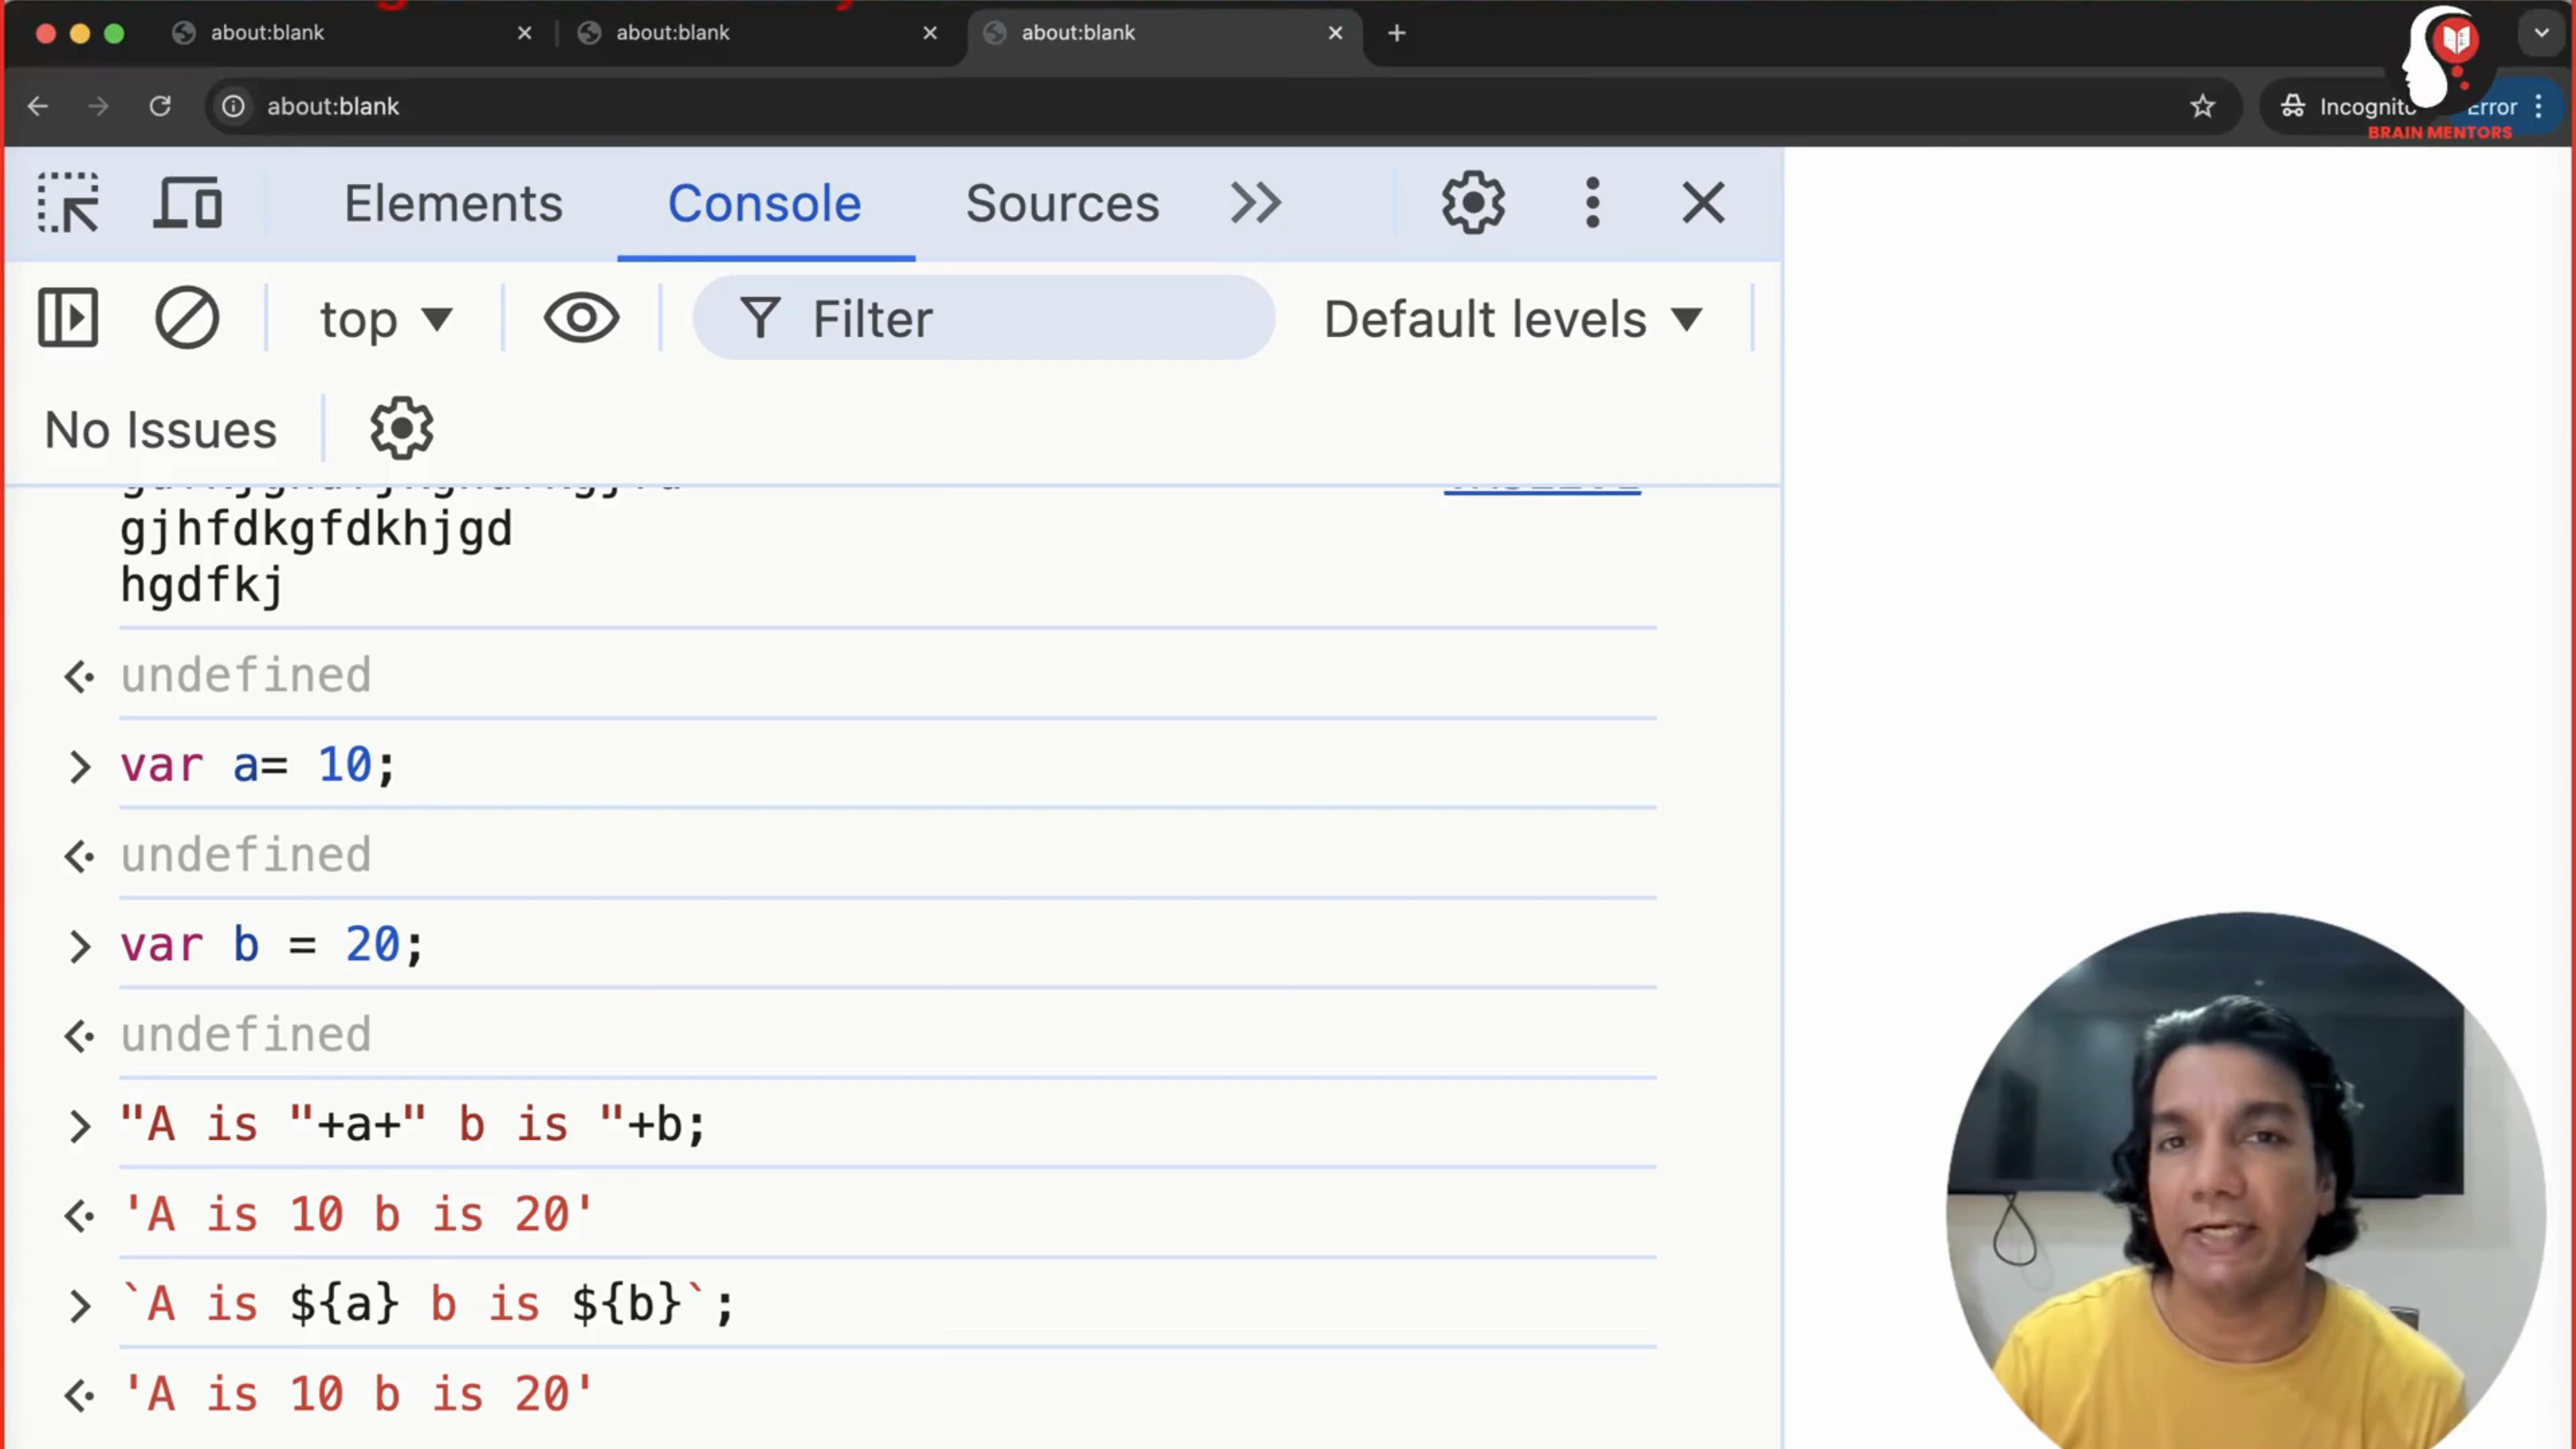 about:blank
about:blank
about:blank
about:blank
Incognito
Error
BRAIN MENTORS
Elements
Console
Sources
top
Filter
Default levels
No Issues
gjhfdkgfdkhjgd
hgdfkj
undefined
var a= 10;
undefined
var b = 20;
undefined
"A is "+a+" b is "+b;
'A is 10 b is 20'
`A is ${a} b is ${b}`;
'A is 10 b is 20'